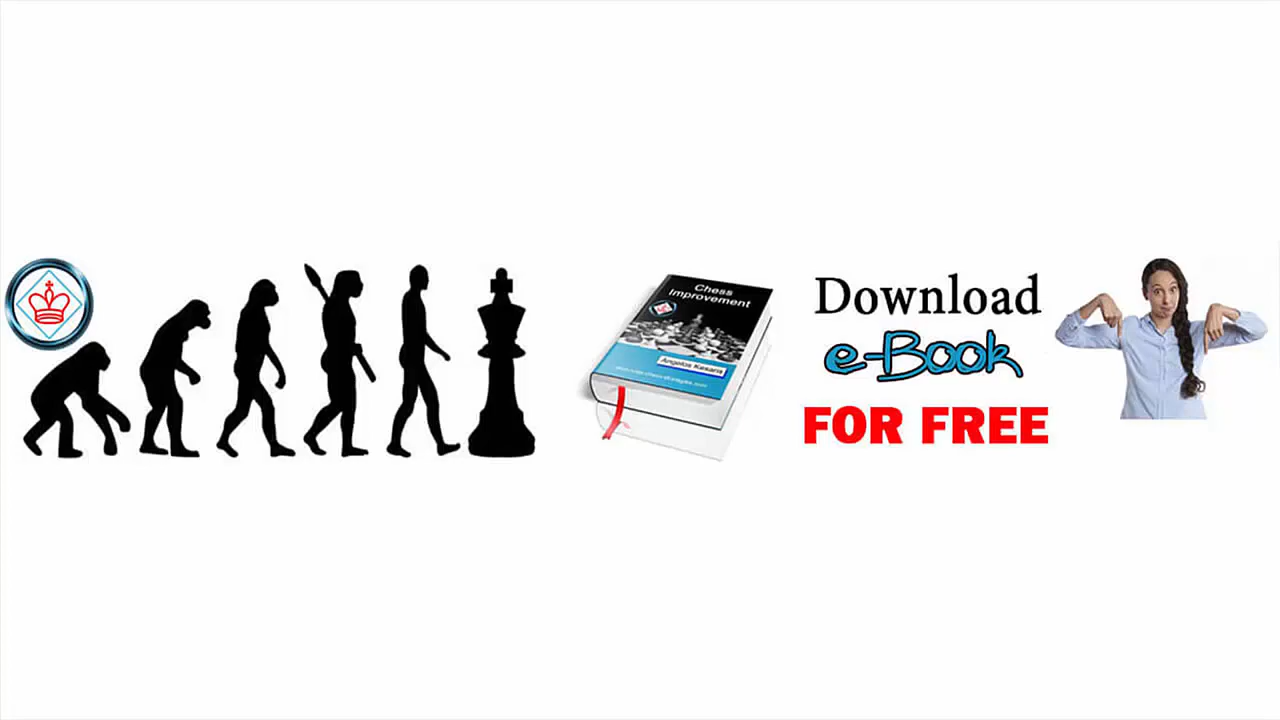 Chess
Improvement
Angelos Kesaris
Download
e-Book
FOR FREE